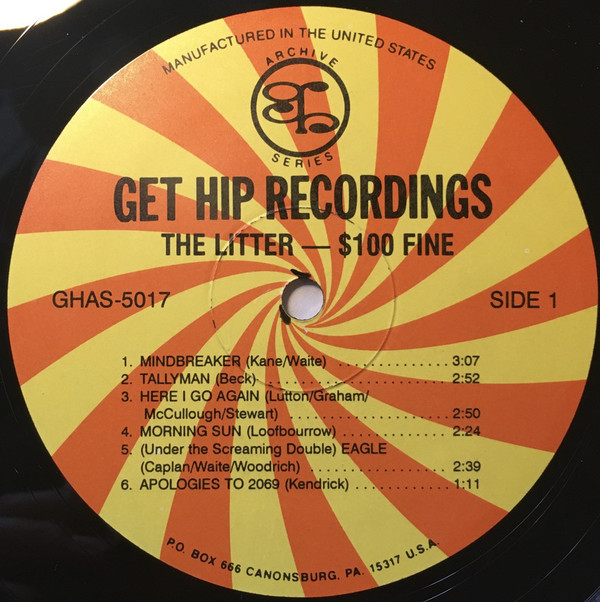 MANUFACTURED IN THE UNITED STATES
ARCHIVE
SERIES
GET HIP RECORDINGS
THE LITTER — $100 FINE
GHAS-5017 SIDE 1
1. MINDBREAKER (Kane/Waite) . . . . . . . . . . . . . . . . 3:07
2. TALLYMAN (Beck) . . . . . . . . . . . . . . . . . . . . . . . . . . 2:52
3. HERE I GO AGAIN (Lutton/Graham/
McCullough/Stewart) . . . . . . . . . . . . . . . . . . . . 2:50
4. MORNING SUN (Loofbourrow) . . . . . . . . . . . . . . . 2:24
5. (Under the Screaming Double) EAGLE
(Caplan/Waite/Woodrich) . . . . . . . . . . . . . . . . . . . 2:39
6. APOLOGIES TO 2069 (Kendrick) . . . . . . . . . . . . . . 1:11
P.O. BOX 666 CANONSBURG, PA. 15317 U.S.A.